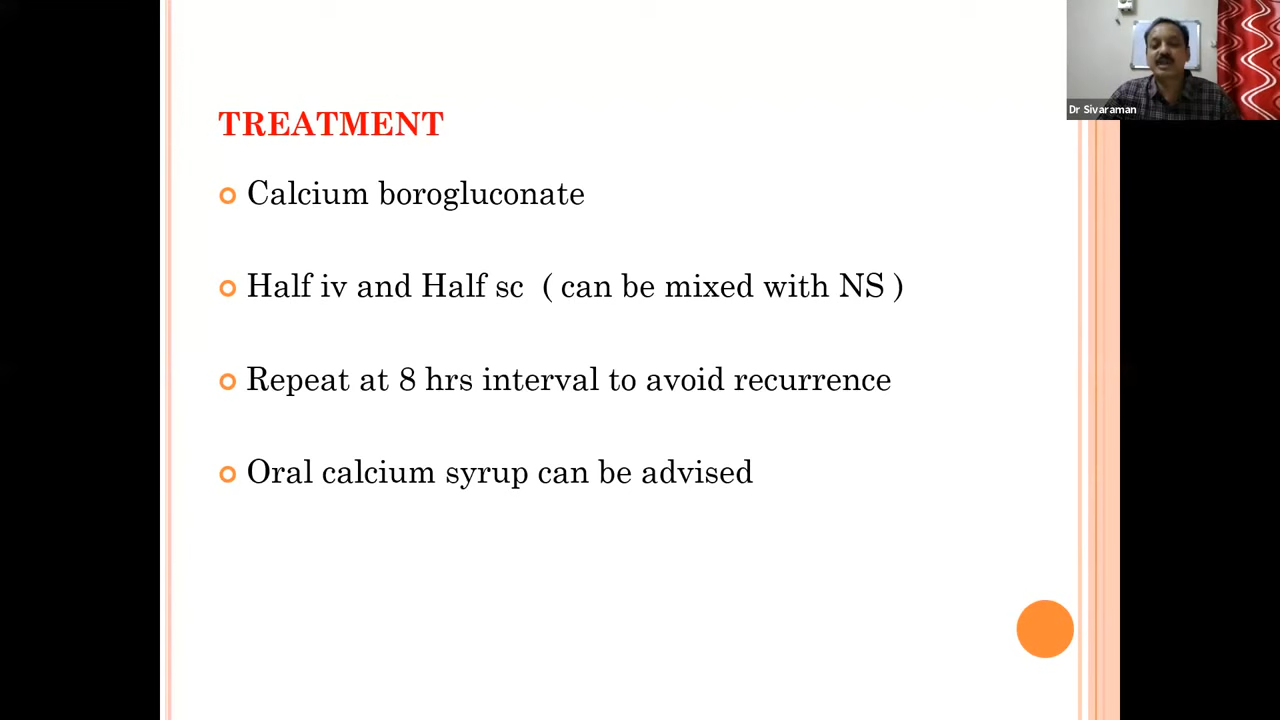 Dr Sivaraman
TREATMENT
Calcium borogluconate
Half iv and Half sc ( can be mixed with NS )
Repeat at 8 hrs interval to avoid recurrence
Oral calcium syrup can be advised